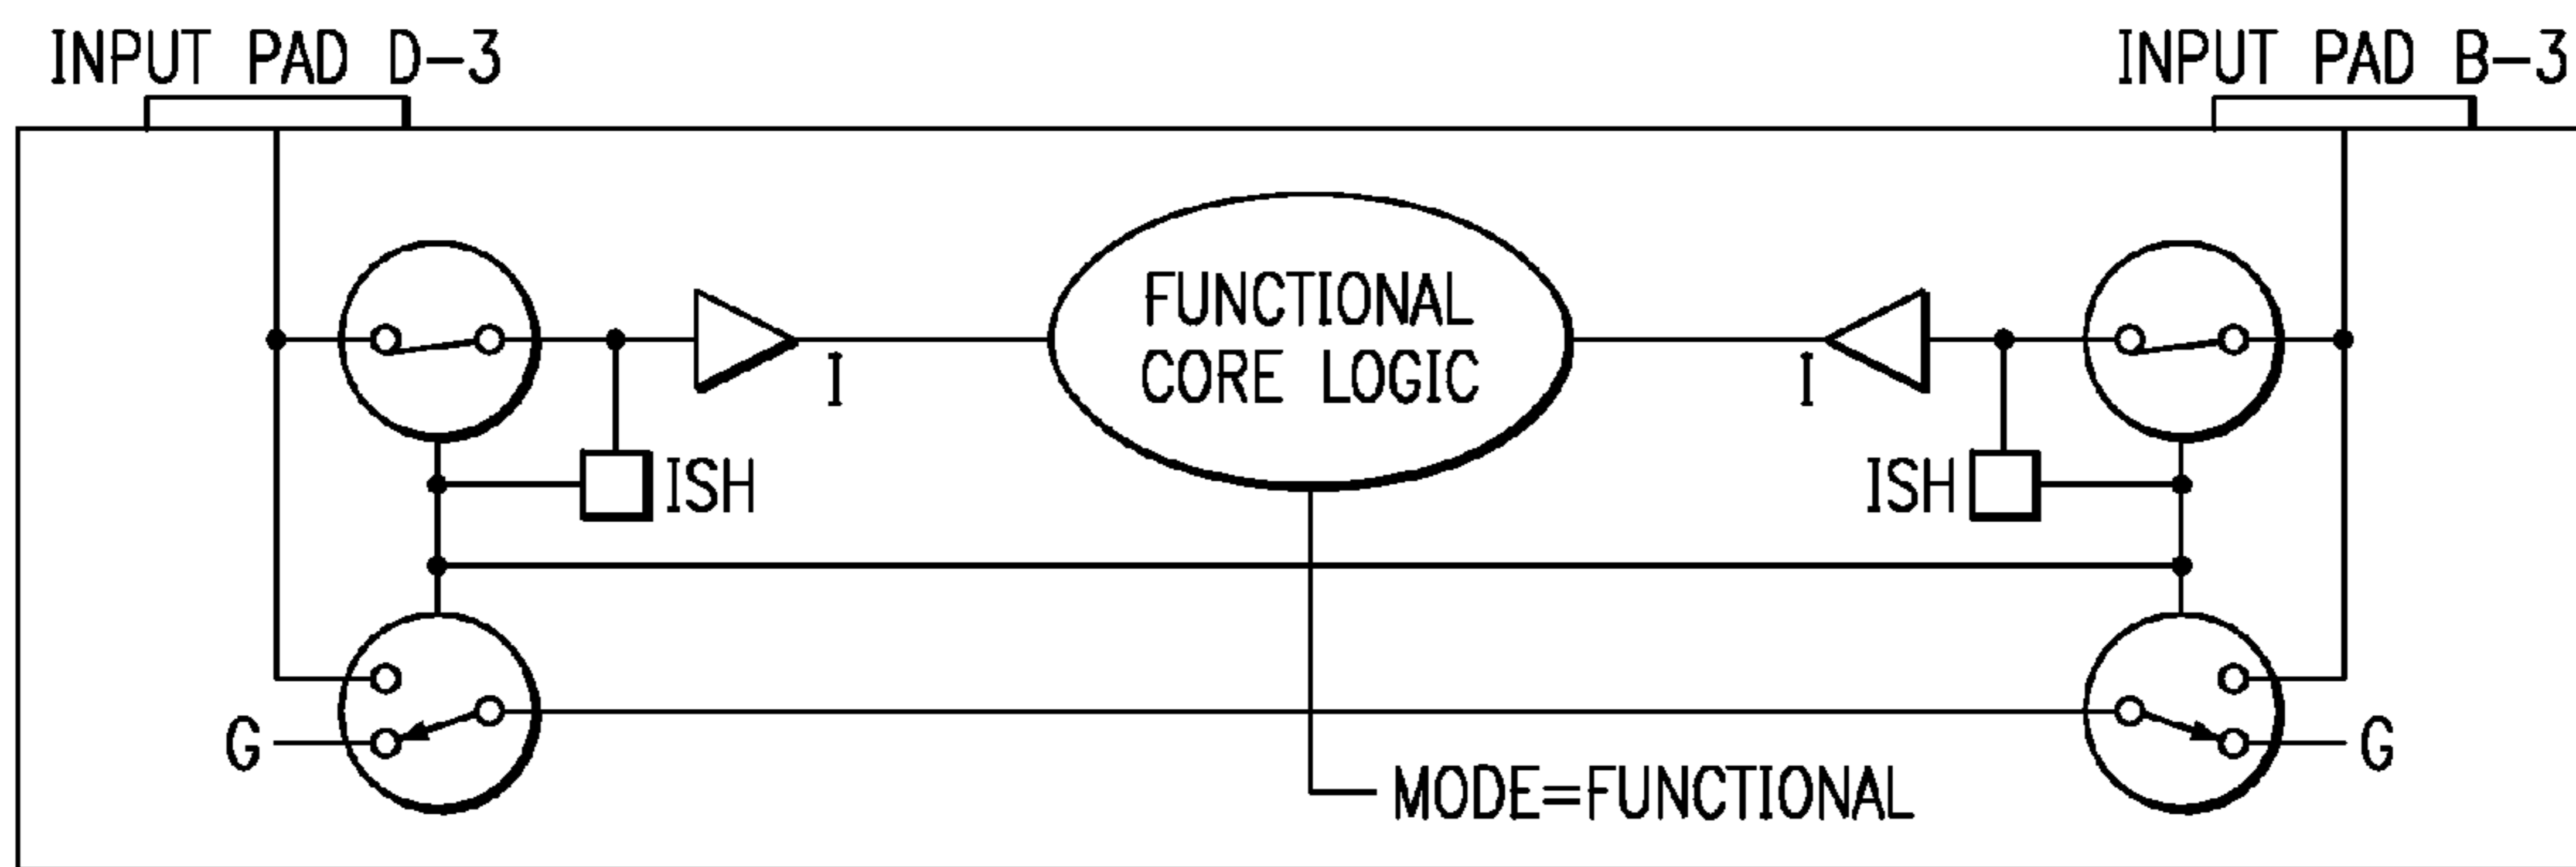 INPUT PAD D-3
INPUT PAD B-3
FUNCTIONAL
CORE LOGIC
I
I
ISH
ISH
G
G
MODE=FUNCTIONAL